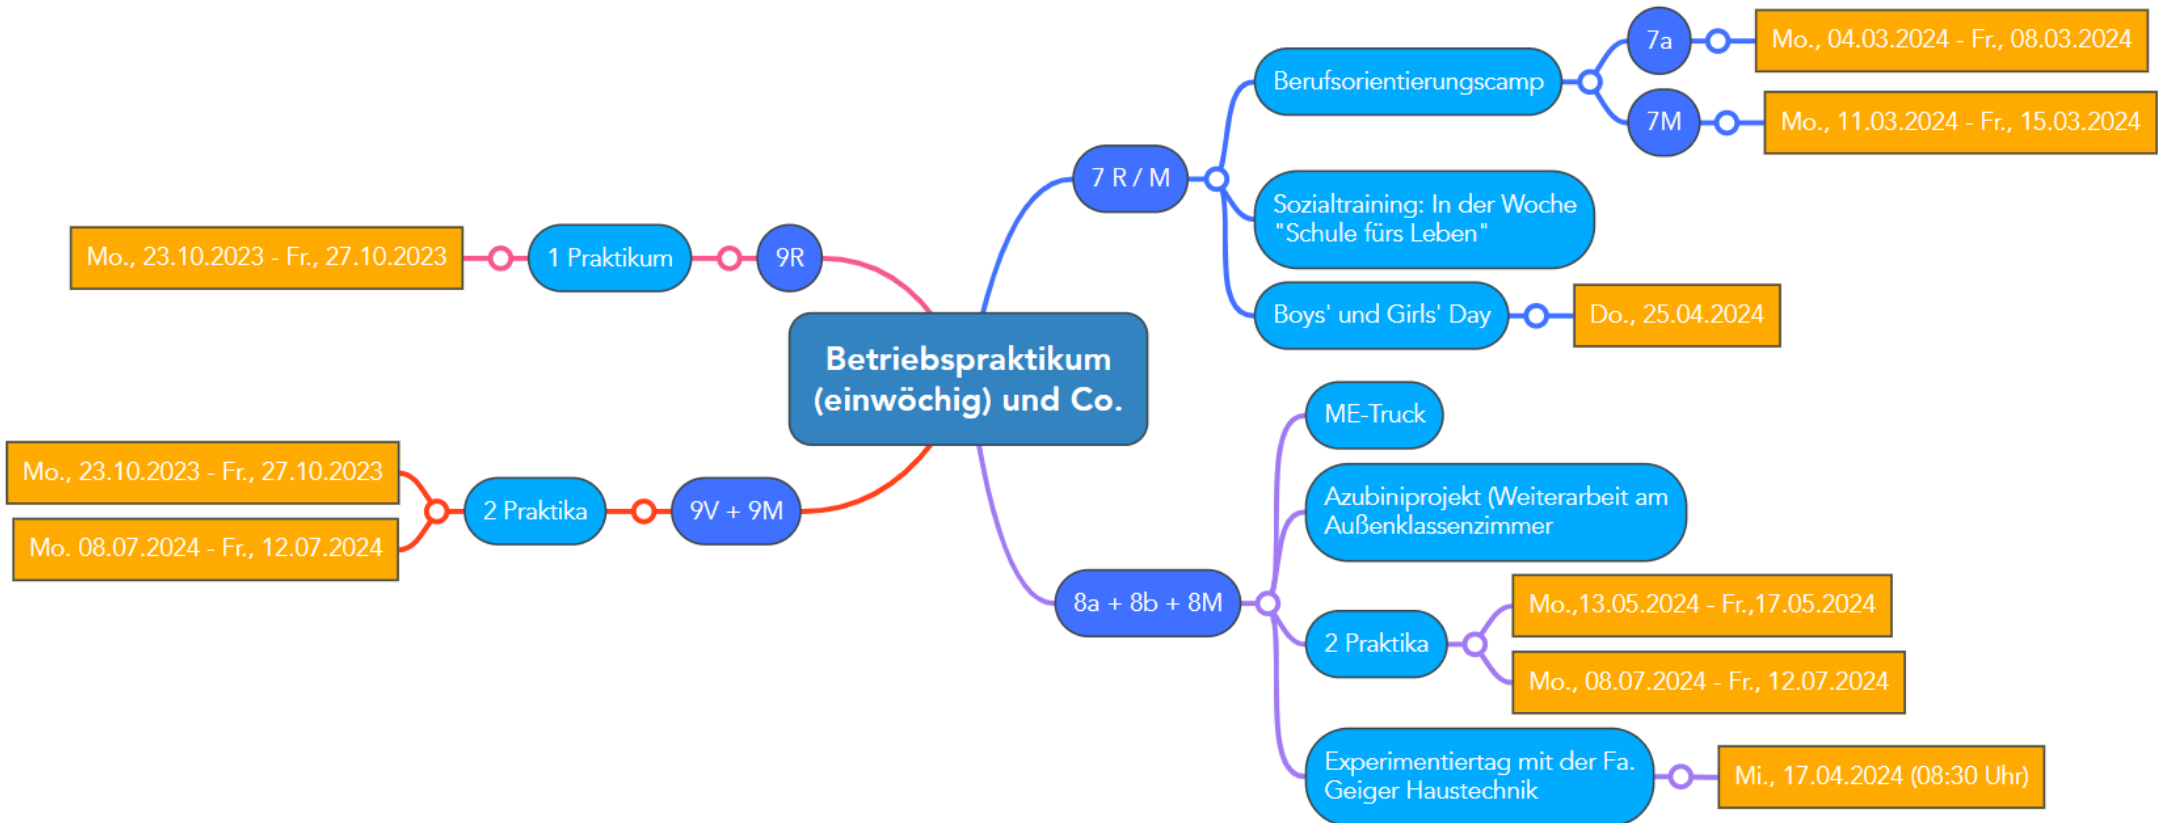 Betriebspraktikum
(einwöchig) und Co.
7 R / M
Berufsorientierungscamp
7a
Mo., 04.03.2024 - Fr., 08.03.2024
7M
Mo., 11.03.2024 - Fr., 15.03.2024
Sozialtraining: In der Woche
"Schule fürs Leben"
Boys' und Girls' Day
Do., 25.04.2024
8a + 8b + 8M
ME-Truck
Azubiniprojekt (Weiterarbeit am
Außenklassenzimmer
2 Praktika
Mo.,13.05.2024 - Fr.,17.05.2024
Mo., 08.07.2024 - Fr., 12.07.2024
Experimentiertag mit der Fa.
Geiger Haustechnik
Mi., 17.04.2024 (08:30 Uhr)
9R
1 Praktikum
Mo., 23.10.2023 - Fr., 27.10.2023
9V + 9M
2 Praktika
Mo., 23.10.2023 - Fr., 27.10.2023
Mo. 08.07.2024 - Fr., 12.07.2024